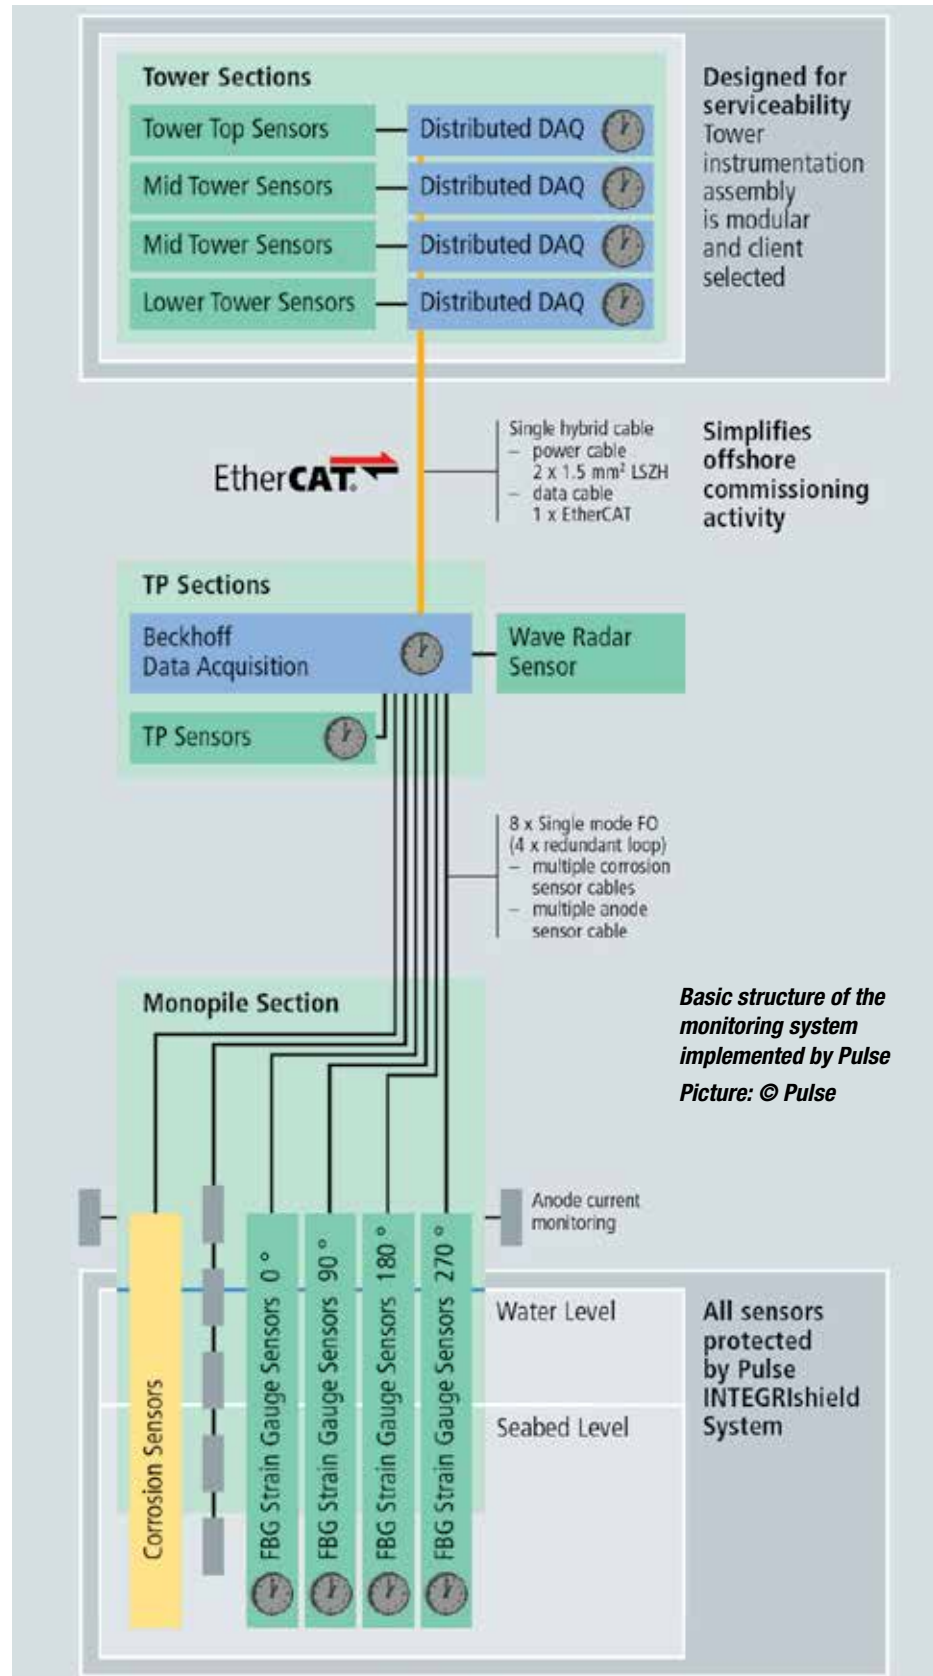 Tower Sections
Tower Top Sensors
Distributed DAQ
Mid Tower Sensors
Distributed DAQ
Mid Tower Sensors
Distributed DAQ
Lower Tower Sensors
Distributed DAQ
Designed for
serviceability
Tower
instrumentation
assembly
is modular
and client
selected
EtherCAT®
Single hybrid cable
– power cable
2 x 1.5 mm² LSZH
– data cable
1 x EtherCAT
Simplifies
offshore
commissioning
activity
TP Sections
Beckhoff
Data Acquisition
Wave Radar
Sensor
TP Sensors
8 x Single mode FO
(4 x redundant loop)
– multiple corrosion
sensor cables
– multiple anode
sensor cable
Monopile Section
Basic structure of the
monitoring system
implemented by Pulse
Picture: © Pulse
Anode current
monitoring
Corrosion Sensors
FBG Strain Gauge Sensors 0 °
FBG Strain Gauge Sensors 90 °
FBG Strain Gauge Sensors 180 °
FBG Strain Gauge Sensors 270 °
Water Level
Seabed Level
All sensors
protected
by Pulse
INTEGRIshield
System